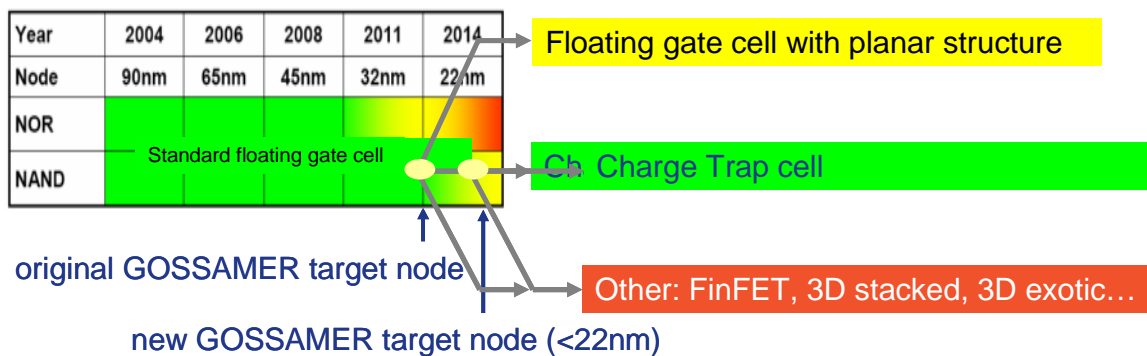 Year 2004 2006 2008 2011 2014
Node 90nm 65nm 45nm 32nm 22nm
NOR
Standard floating gate cell
NAND
Floating gate cell with planar structure
Ch Charge Trap cell
Other: FinFET, 3D stacked, 3D exotic…
original GOSSAMER target node
new GOSSAMER target node (<22nm)